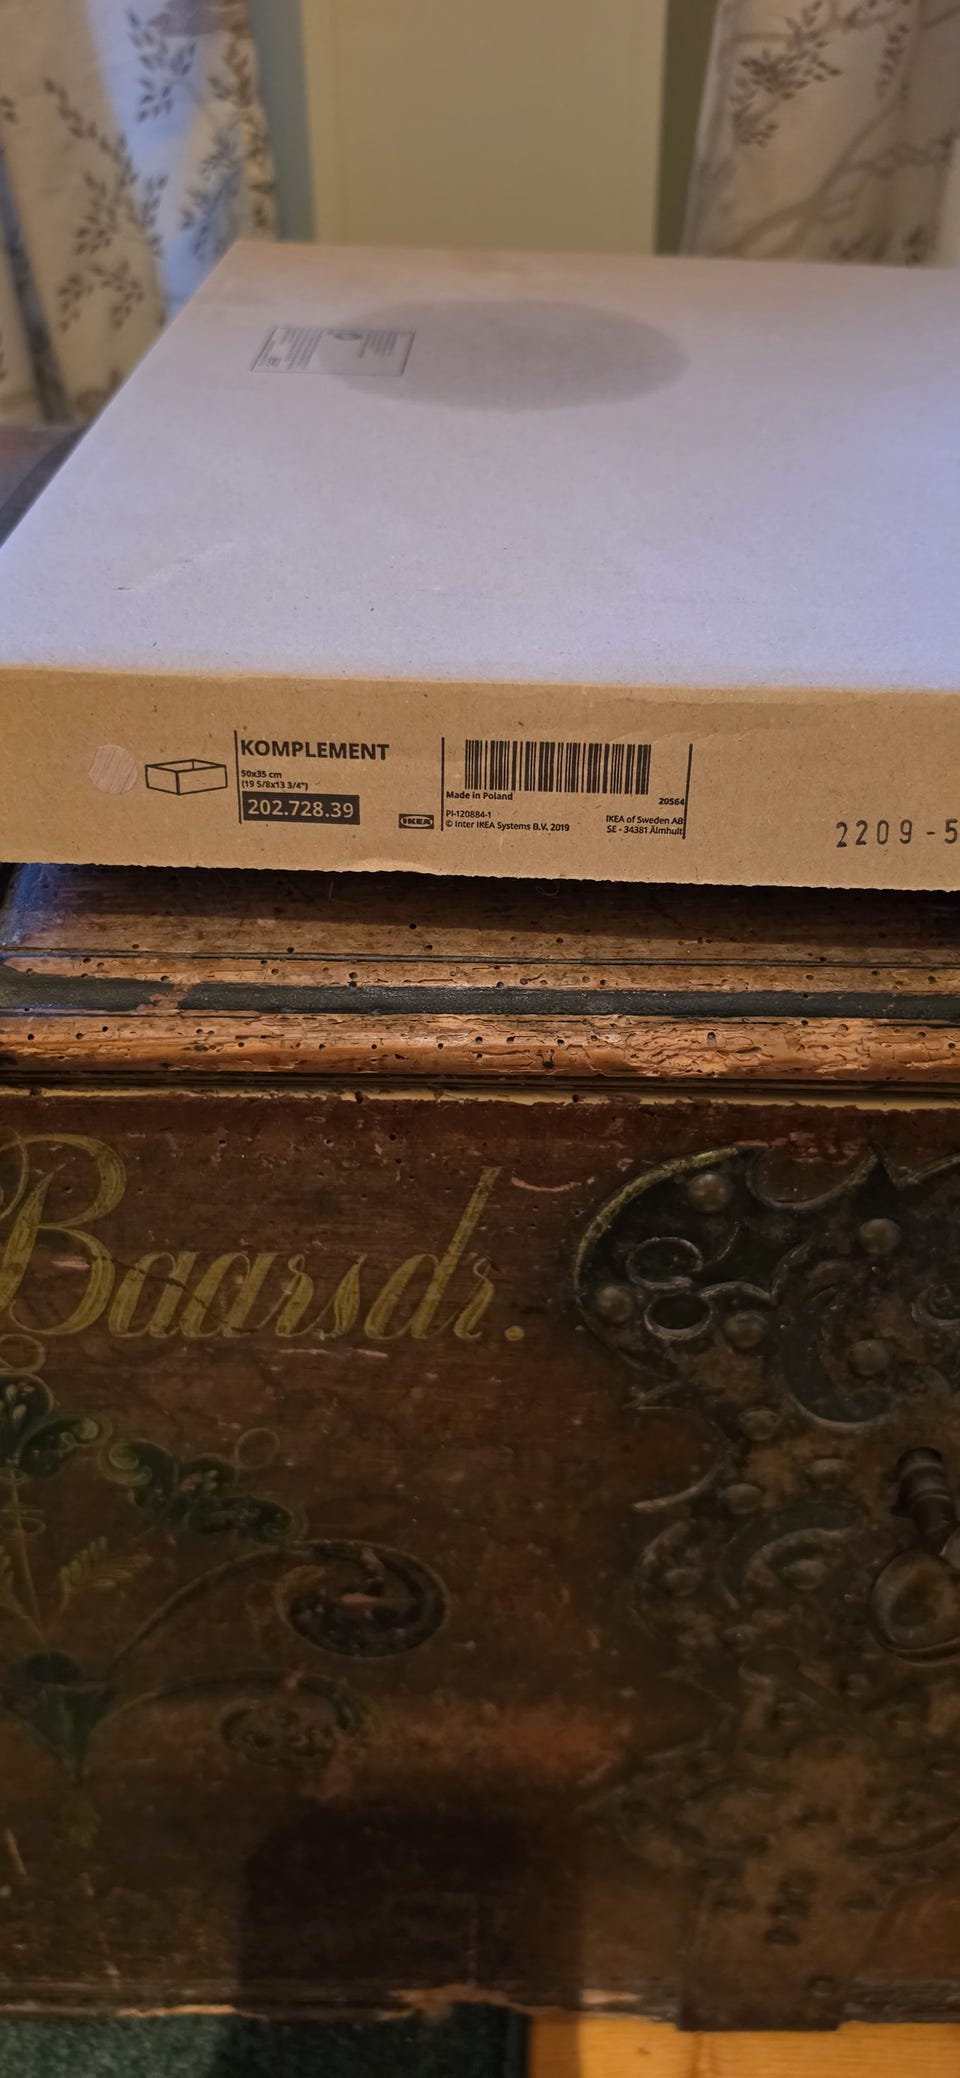 KOMPLEMENT
50x35 cm
(19 5/8x13 3/4")
202.728.39
IKEA
Made in Poland
20564
PI-120884-1
© Inter IKEA Systems B.V. 2019
IKEA of Sweden AB
SE - 34381 Älmhult
2209 - 5
Baarsdr.